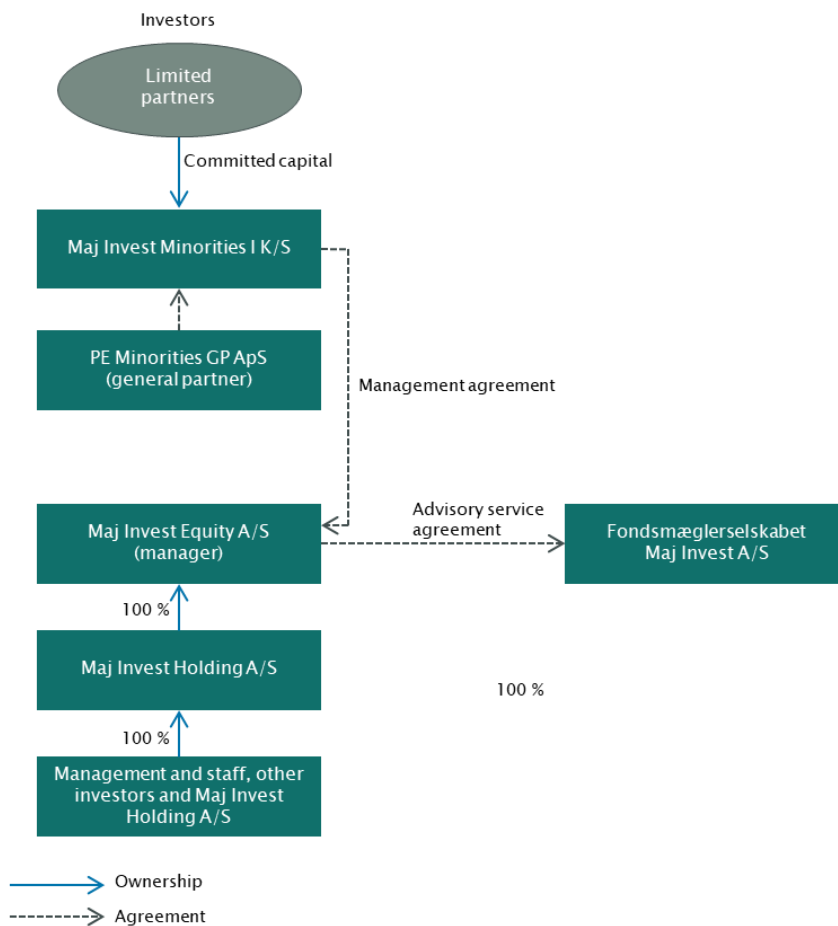 Investors
Limited
partners
Committed capital
Maj Invest Minorities I K/S
PE Minorities GP ApS
(general partner)
Management agreement
Maj Invest Equity A/S
(manager)
Advisory service
agreement
Fondsmæglerselskabet
Maj Invest A/S
100 %
Maj Invest Holding A/S
100 %
100 %
Management and staff, other
investors and Maj Invest
Holding A/S
Ownership
Agreement